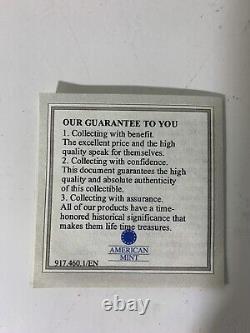 OUR GUARANTEE TO YOU
1. Collecting with benefit.
The excellent price and the high
quality speak for themselves.
2. Collecting with confidence.
This document guarantees the high
quality and absolute authenticity
of this collectible.
3. Collecting with assurance.
All of our products have a time-
honored historical significance that
makes them life time treasures.
AMERICAN
MINT
917.460.1/EN
thcow.com